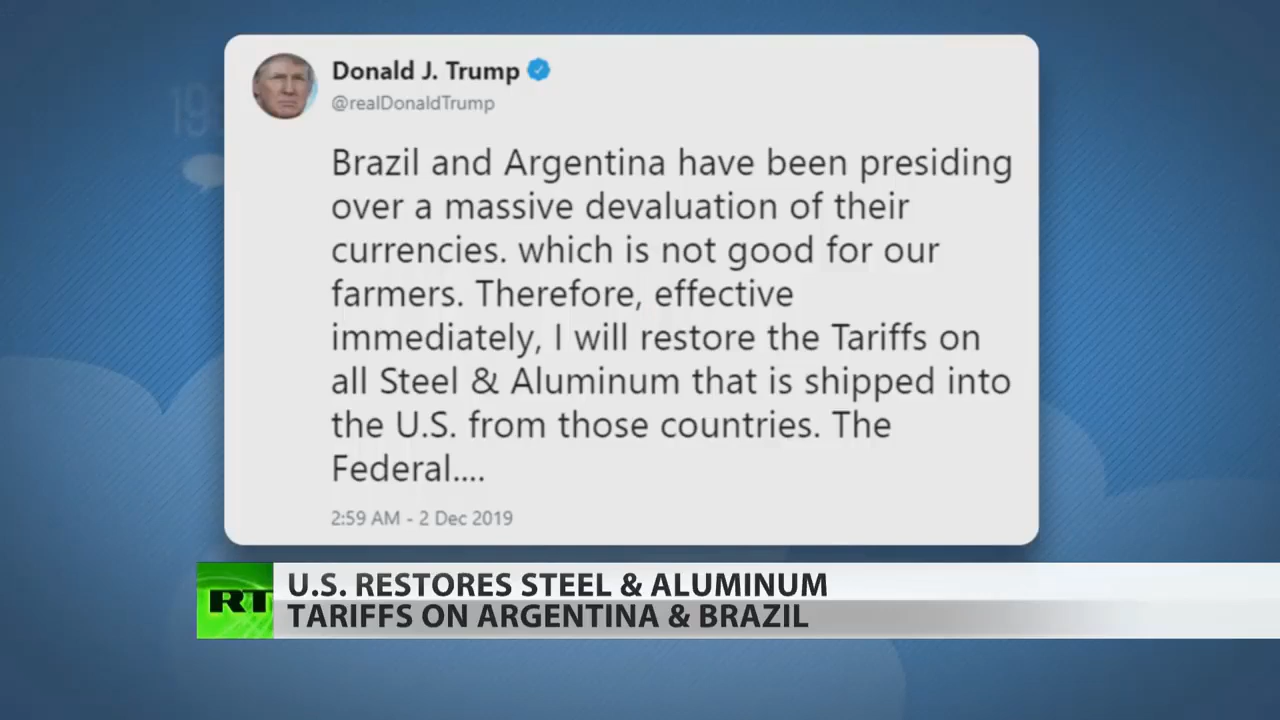 198
Donald J. Trump
@realDonaldTrump
Brazil and Argentina have been presiding
over a massive devaluation of their
currencies. which is not good for our
farmers. Therefore, effective
immediately, I will restore the Tariffs on
all Steel & Aluminum that is shipped into
the U.S. from those countries. The
Federal....
2:59 AM - 2 Dec 2019
RT
U.S. RESTORES STEEL & ALUMINUM
TARIFFS ON ARGENTINA & BRAZIL